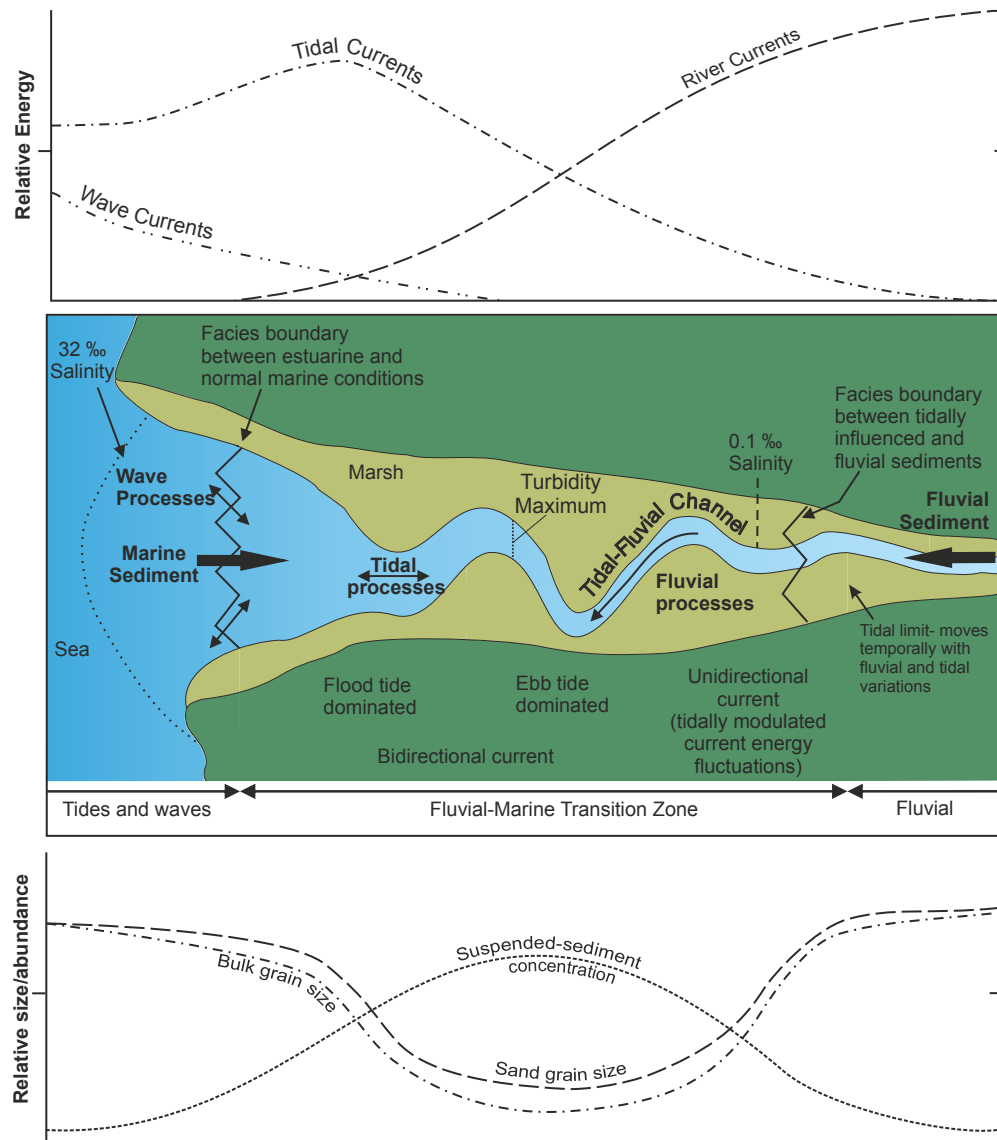 Relative Energy
Tidal Currents
River Currents
Wave Currents
32 ‰
Salinity
Facies boundary
between estuarine and
normal marine conditions
Facies boundary
between tidally
influenced and
fluvial sediments
0.1 ‰
Salinity
Wave
Processes
Marsh
Turbidity
Maximum
Tidal-Fluvial Channel
Fluvial
Sediment
Marine
Sediment
Tidal
processes
Fluvial
processes
Sea
Tidal limit- moves
temporally with
fluvial and tidal
variations
Flood tide
dominated
Ebb tide
dominated
Unidirectional
current
(tidally modulated
current energy
fluctuations)
Bidirectional current
Tides and waves
Fluvial-Marine Transition Zone
Fluvial
Relative size/abundance
Bulk grain size
Suspended-sediment
concentration
Sand grain size